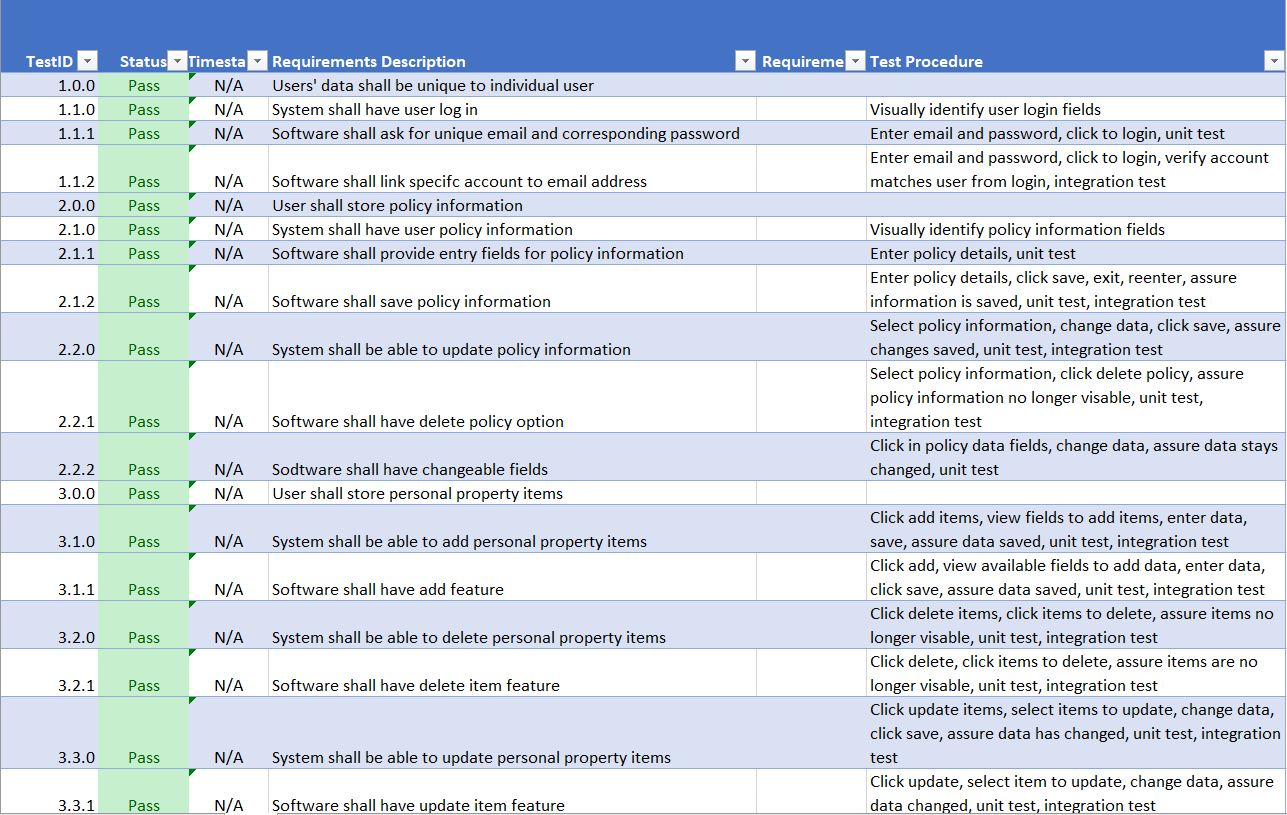 TestID Status Timesta Requirements Description Requireme Test Procedure
1.0.0 Pass N/A Users' data shall be unique to individual user
1.1.0 Pass N/A System shall have user log in Visually identify user login fields
1.1.1 Pass N/A Software shall ask for unique email and corresponding password Enter email and password, click to login, unit test
Enter email and password, click to login, verify account
1.1.2 Pass N/A Software shall link specifc account to email address matches user from login, integration test
2.0.0 Pass N/A User shall store policy information
2.1.0 Pass N/A System shall have user policy information Visually identify policy information fields
2.1.1 Pass N/A Software shall provide entry fields for policy information Enter policy details, unit test
Enter policy details, click save, exit, reenter, assure
2.1.2 Pass N/A Software shall save policy information information is saved, unit test, integration test
Select policy information, change data, click save, assure
2.2.0 Pass N/A System shall be able to update policy information changes saved, unit test, integration test
Select policy information, click delete policy, assure
policy information no longer visable, unit test,
2.2.1 Pass N/A Software shall have delete policy option integration test
Click in policy data fields, change data, assure data stays
2.2.2 Pass N/A Sodtware shall have changeable fields changed, unit test
3.0.0 Pass N/A User shall store personal property items
Click add items, view fields to add items, enter data,
3.1.0 Pass N/A System shall be able to add personal property items save, assure data saved, unit test, integration test
Click add, view available fields to add data, enter data,
3.1.1 Pass N/A Software shall have add feature click save, assure data saved, unit test, integration test
Click delete items, click items to delete, assure items no
3.2.0 Pass N/A System shall be able to delete personal property items longer visable, unit test, integration test
Click delete, click items to delete, assure items are no
3.2.1 Pass N/A Software shall have delete item feature longer visable, unit test, integration test
Click update items, select items to update, change data,
click save, assure data has changed, unit test, integration
3.3.0 Pass N/A System shall be able to update personal property items test
Click update, select item to update, change data, assure
3.3.1 Pass N/A Software shall have update item feature data changed, unit test, integration test